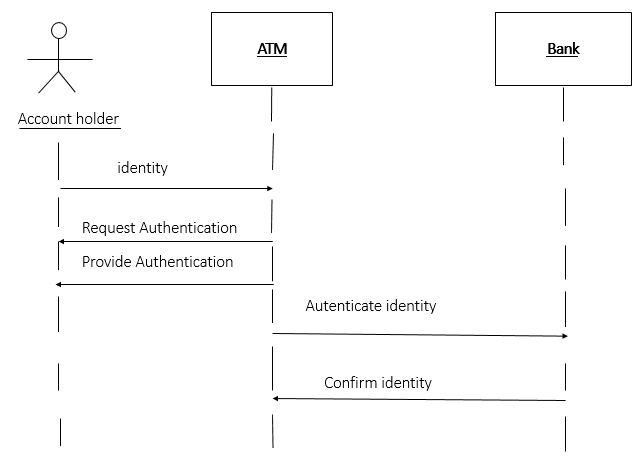 ATM
Bank
Account holder
identity
Request Authentication
Provide Authentication
Autenticate identity
Confirm identity